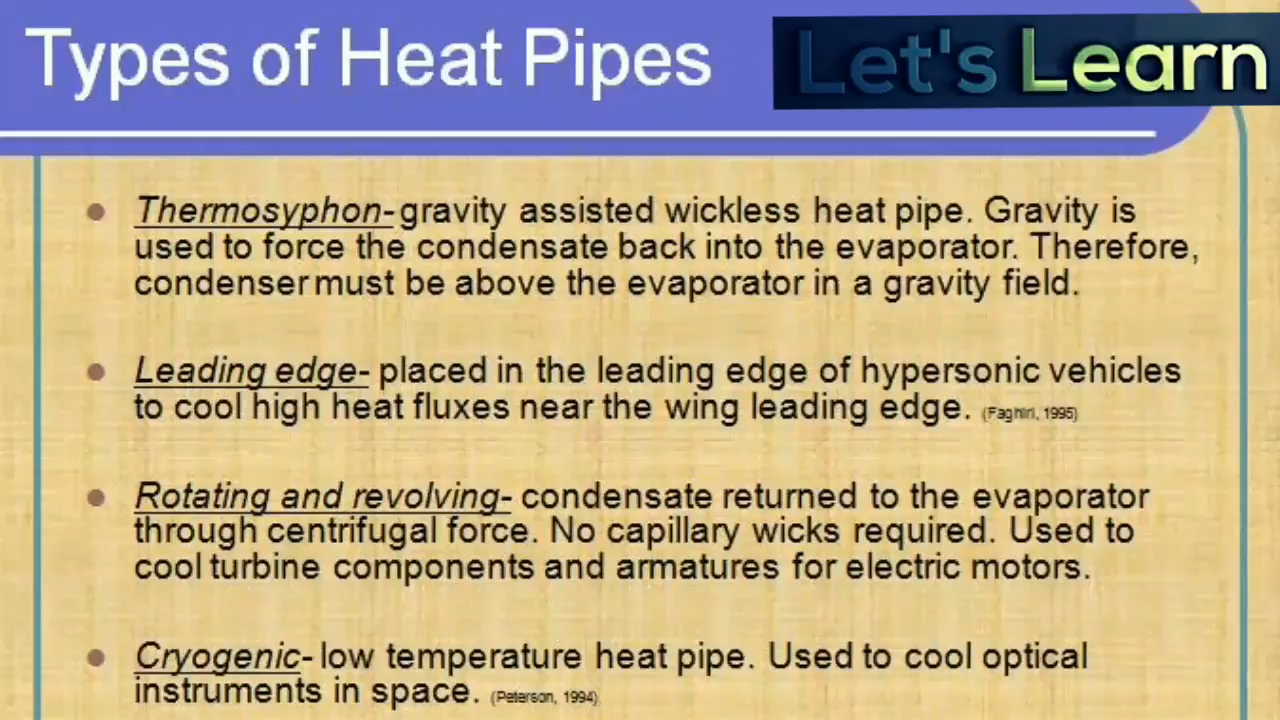 Types of Heat Pipes
Let's Learn
Thermosyphon- gravity assisted wickless heat pipe. Gravity is
used to force the condensate back into the evaporator. Therefore,
condenser must be above the evaporator in a gravity field.
Leading edge- placed in the leading edge of hypersonic vehicles
to cool high heat fluxes near the wing leading edge. (Faghiri, 1995)
Rotating and revolving- condensate returned to the evaporator
through centrifugal force. No capillary wicks required. Used to
cool turbine components and armatures for electric motors.
Cryogenic- low temperature heat pipe. Used to cool optical
instruments in space. (Peterson, 1994)